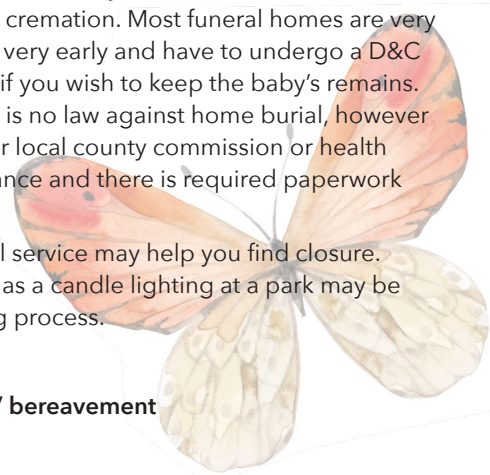 cremation. Most funeral homes are very
very early and have to undergo a D&C
if you wish to keep the baby’s remains.
is no law against home burial, however
r local county commission or health
ance and there is required paperwork
l service may help you find closure.
as a candle lighting at a park may be
g process.
/ bereavement